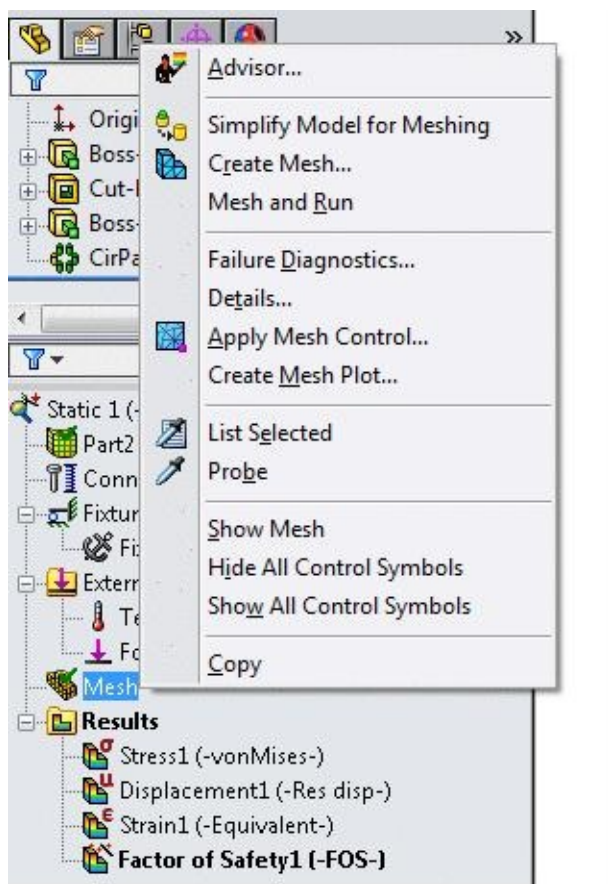 »
Advisor...
Origi
Simplify Model for Meshing
Boss-
Create Mesh...
Cut-
Mesh and Run
Boss-
CirPa
Failure Diagnostics...
Details...
Apply Mesh Control...
Create Mesh Plot...
Static 1 (-
List Selected
Part2
Probe
Conn
Fixtur
Show Mesh
Fi
Hide All Control Symbols
Extern
Show All Control Symbols
Te
Fo
Copy
Mesh
Results
Stress1 (-vonMises-)
Displacement1 (-Res disp-)
Strain1 (-Equivalent-)
Factor of Safety1 (-FOS-)